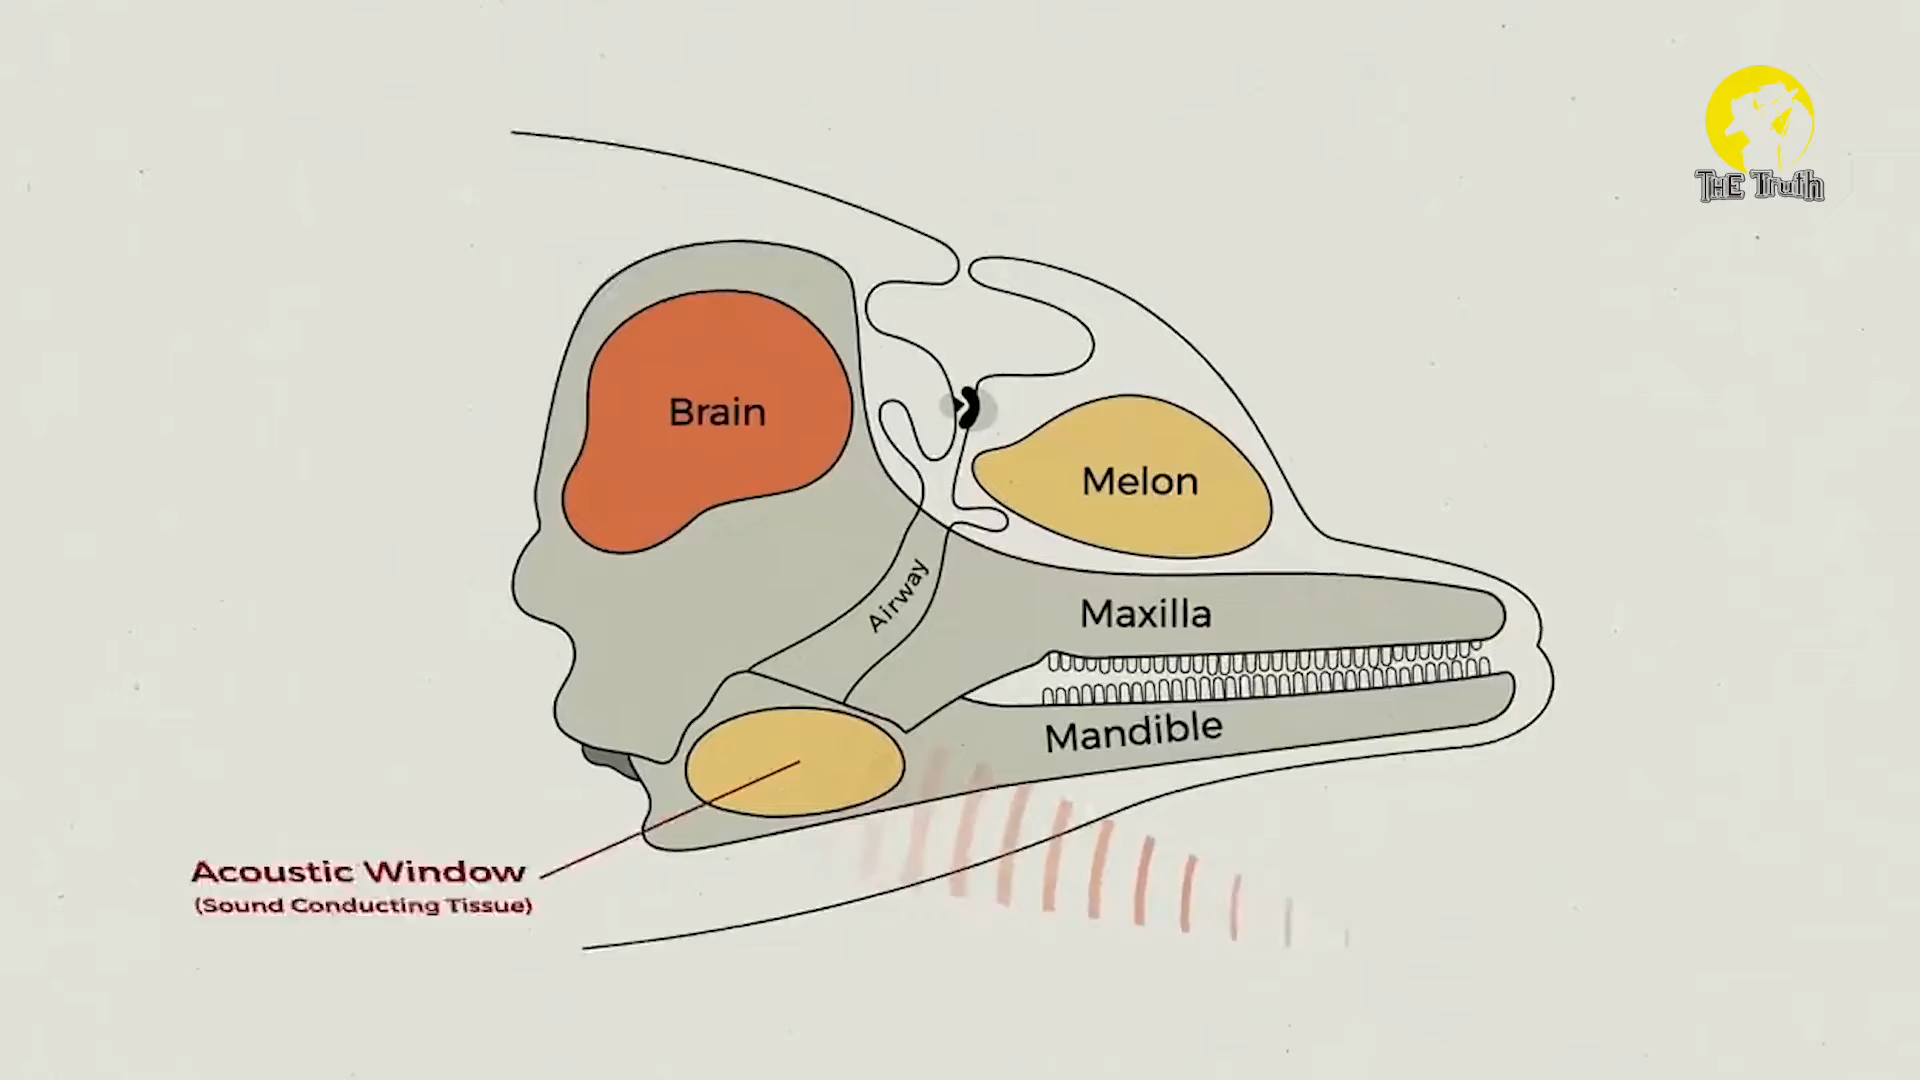 THE Truth
Brain
Melon
Airway
Maxilla
Mandible
Acoustic Window
(Sound Conducting Tissue)